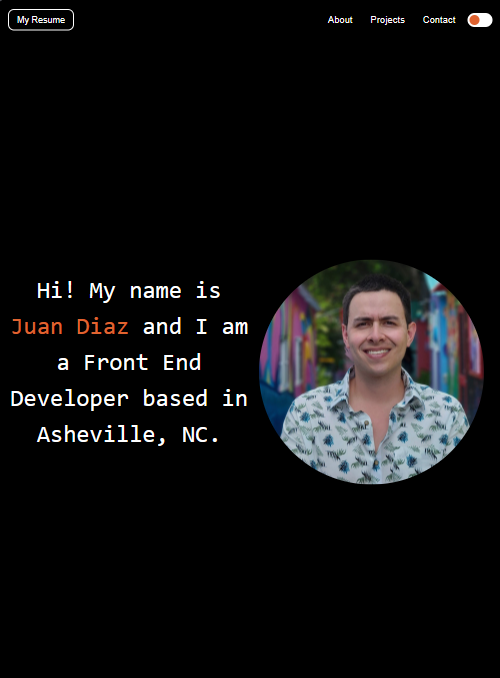 My Resume
About Projects Contact
Hi! My name is
Juan Diaz and I am
a Front End
Developer based in
Asheville, NC.